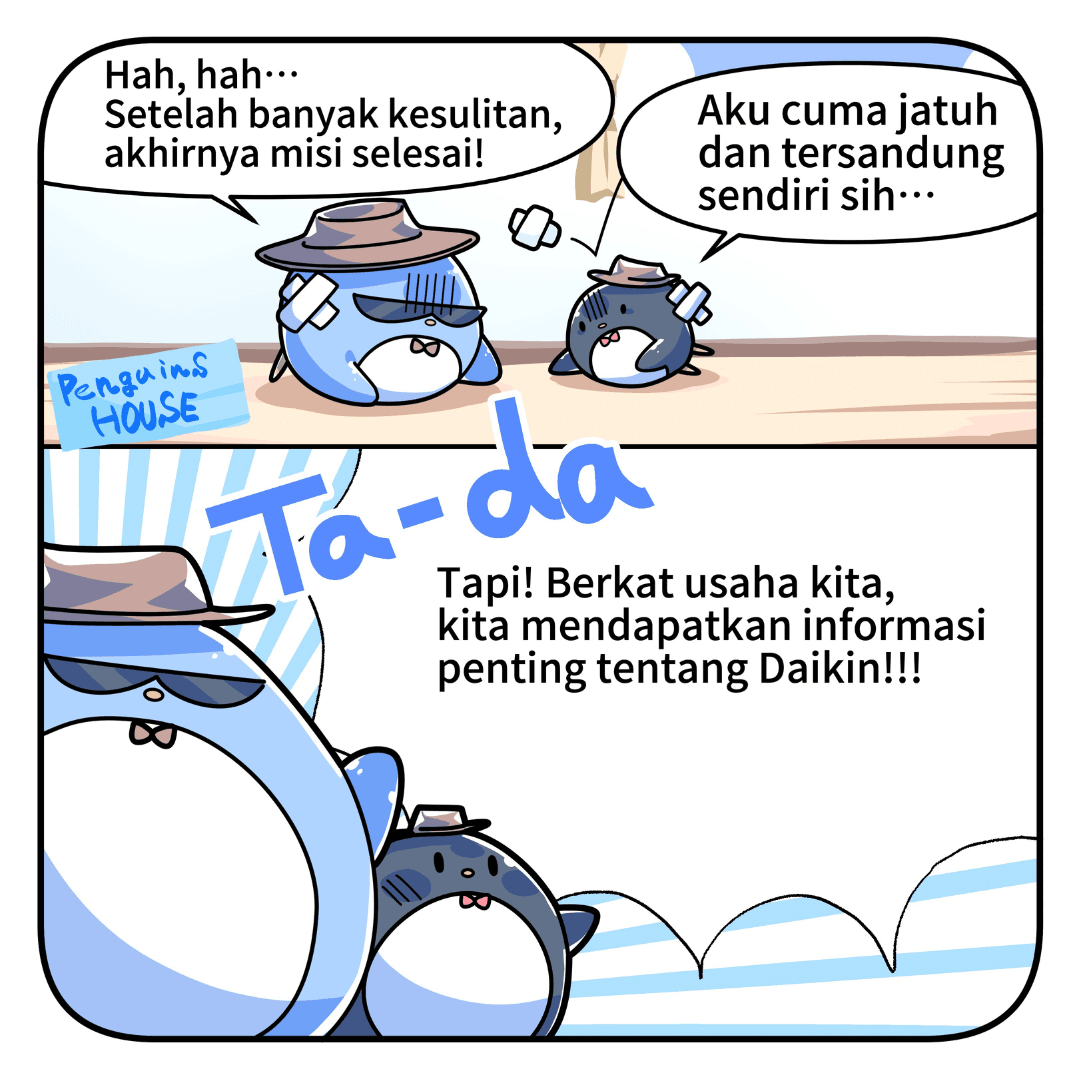 Hah, hah…
Setelah banyak kesulitan,
akhirnya misi selesai!
Aku cuma jatuh
dan tersandung
sendiri sih…
Penguins
HOUSE
Ta-da
Tapi! Berkat usaha kita,
kita mendapatkan informasi
penting tentang Daikin!!!